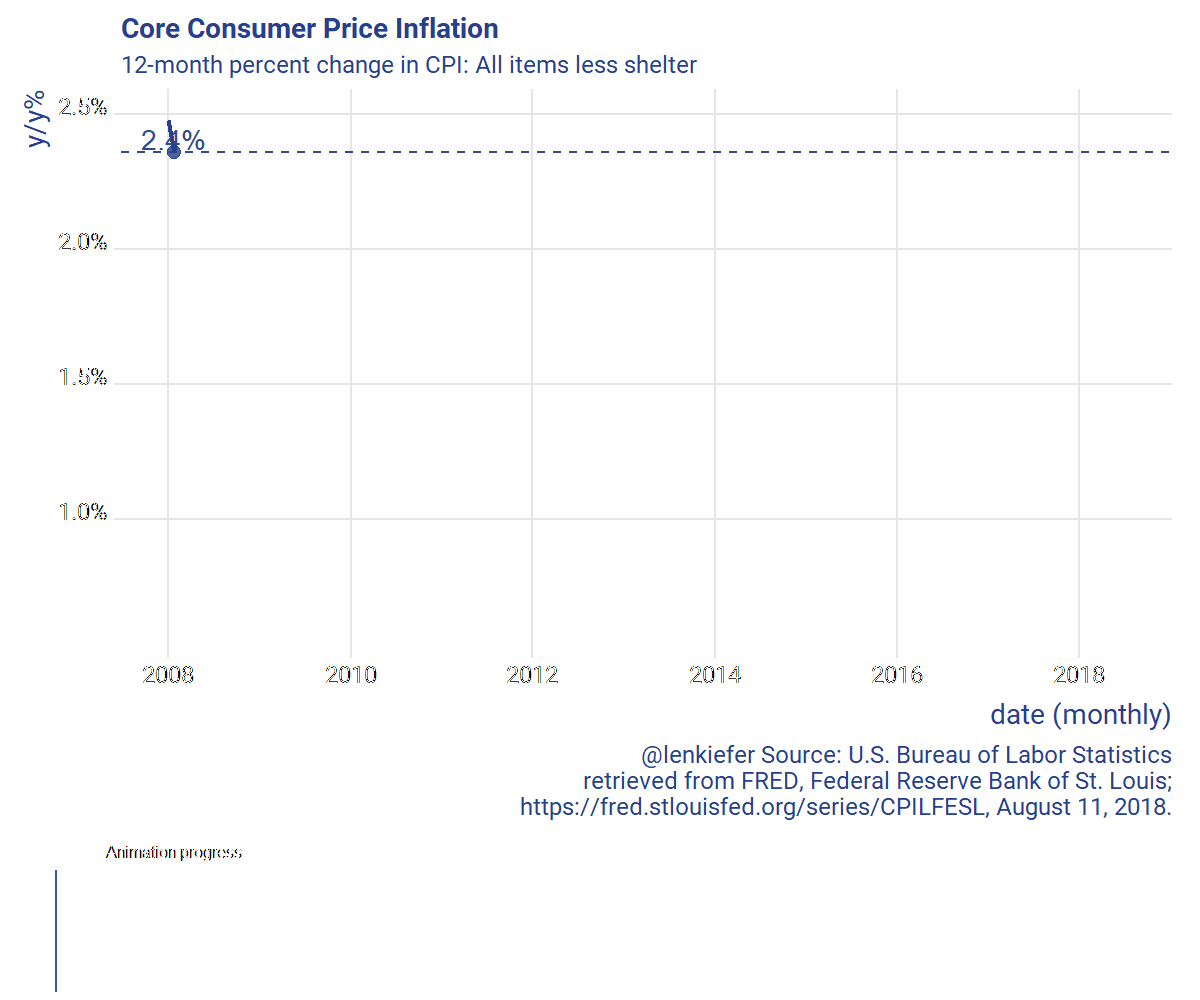 Core Consumer Price Inflation
12-month percent change in CPI: All items less shelter
y/y%
2.5%
2.4%
2.0%
1.5%
1.0%
2008 2010 2012 2014 2016 2018
date (monthly)
@lenkiefer Source: U.S. Bureau of Labor Statistics
retrieved from FRED, Federal Reserve Bank of St. Louis;
https://fred.stlouisfed.org/series/CPILFESL, August 11, 2018.
Animation progress